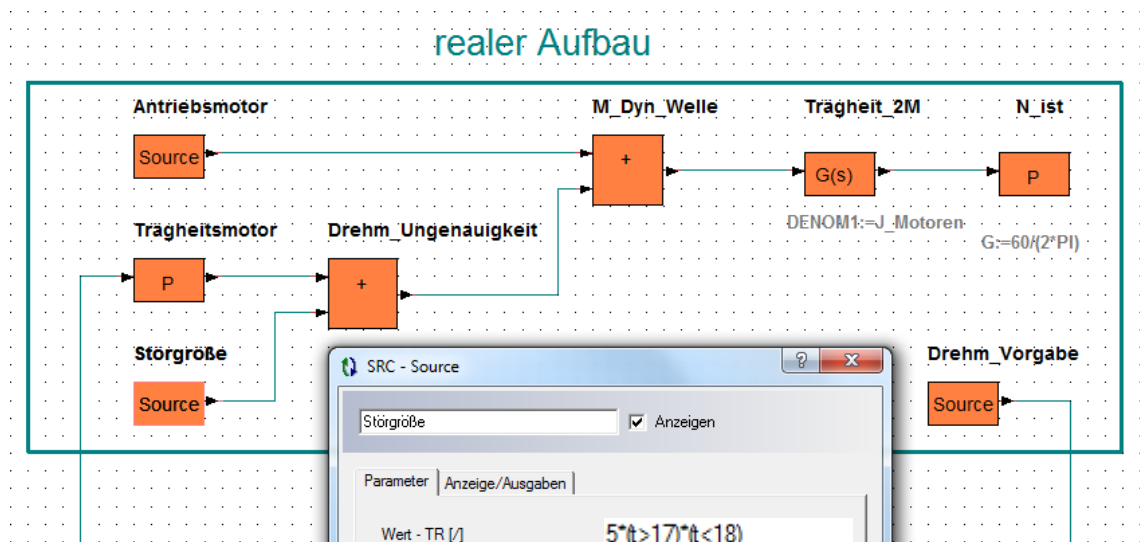 realer Aufbau
Antriebsmotor
M_Dyn_Welle
Trägheit_2M
N_ist
Source
+
G(s)
P
DENOM1:=J_Motoren
G:=60/(2*PI)
Trägheitsmotor
Drehm_Ungenauigkeit
P
+
Störgröße
Source
SRC - Source
?
x
Störgröße
Anzeigen
Parameter
Anzeige/Ausgaben
Wert - TR [/]
5*(t>17)*(t<18)
Drehm_Vorgabe
Source